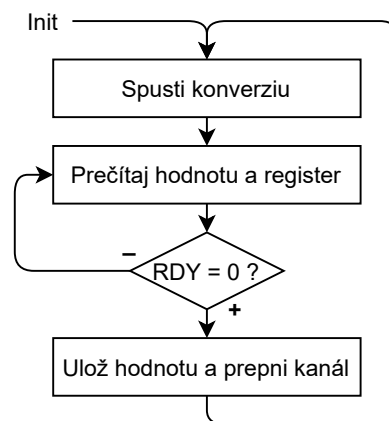 Init
Spusti konverziu
Prečítaj hodnotu a register
–
RDY = 0 ?
+
Ulož hodnotu a prepni kanál